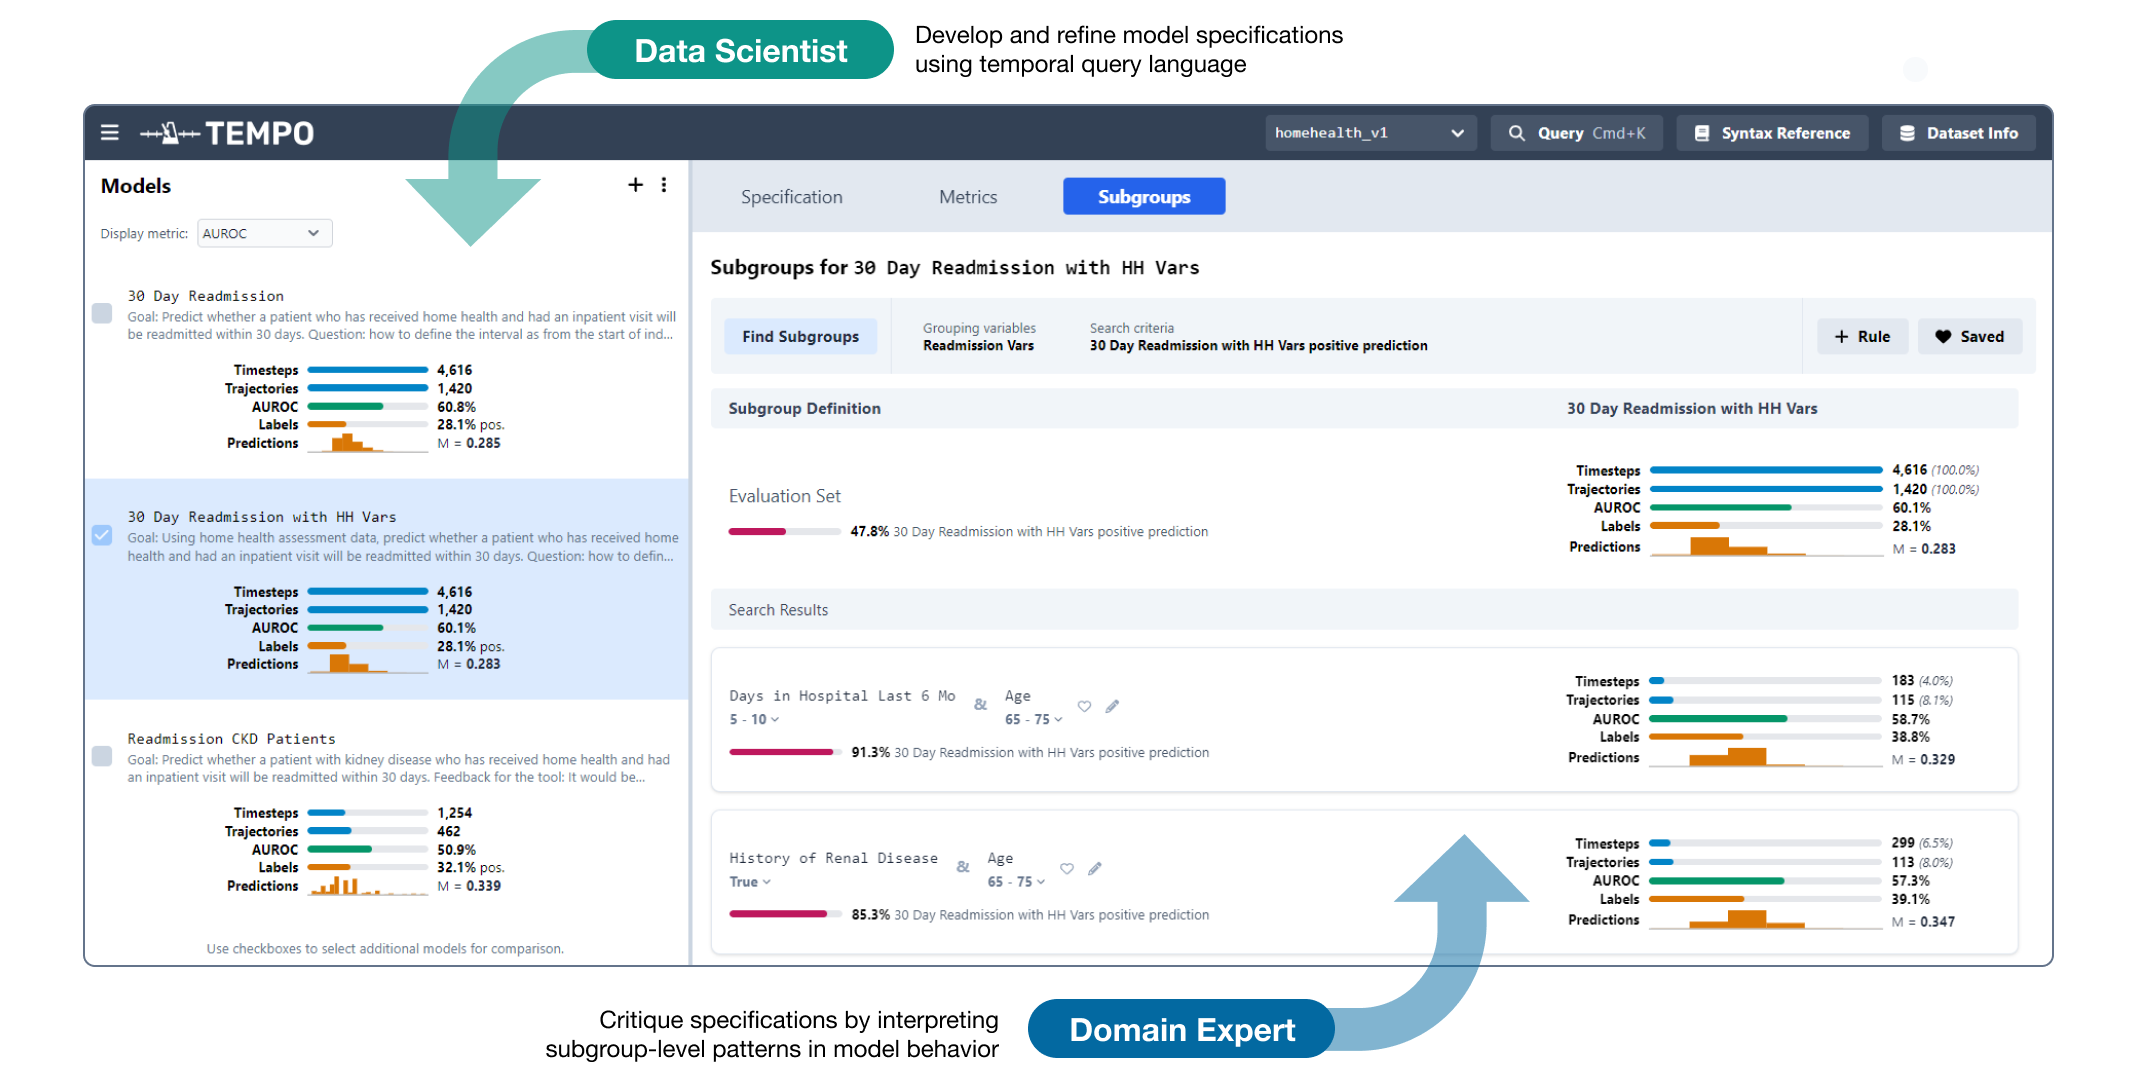 Data Scientist
Develop and refine model specifications
using temporal query language
TEMPO
homehealth_v1
Query Cmd+K
Syntax Reference
Dataset Info
Models
Display metric: AUROC
30 Day Readmission
Goal: Predict whether a patient who has received home health and had an inpatient visit will
be readmitted within 30 days. Question: how to define the interval as from the start of ind...
Timesteps 4,616
Trajectories 1,420
AUROC 60.8%
Labels 28.1% pos.
Predictions M = 0.285
30 Day Readmission with HH Vars
Goal: Using home health assessment data, predict whether a patient who has received home
health and had an inpatient visit will be readmitted within 30 days. Question: how to defin...
Timesteps 4,616
Trajectories 1,420
AUROC 60.1%
Labels 28.1% pos.
Predictions M = 0.283
Readmission CKD Patients
Goal: Predict whether a patient with kidney disease who has received home health and had
an inpatient visit will be readmitted within 30 days. Feedback for the tool: It would be...
Timesteps 1,254
Trajectories 462
AUROC 50.9%
Labels 32.1% pos.
Predictions M = 0.339
Use checkboxes to select additional models for comparison.
Specification Metrics Subgroups
Subgroups for 30 Day Readmission with HH Vars
Find Subgroups
Grouping variables
Readmission Vars
Search criteria
30 Day Readmission with HH Vars positive prediction
+ Rule
Saved
Subgroup Definition 30 Day Readmission with HH Vars
Evaluation Set
47.8% 30 Day Readmission with HH Vars positive prediction
Timesteps 4,616 (100.0%)
Trajectories 1,420 (100.0%)
AUROC 60.1%
Labels 28.1%
Predictions M = 0.283
Search Results
Days in Hospital Last 6 Mo & Age
5 - 10 65 - 75
91.3% 30 Day Readmission with HH Vars positive prediction
Timesteps 183 (4.0%)
Trajectories 115 (8.1%)
AUROC 58.7%
Labels 38.8%
Predictions M = 0.329
History of Renal Disease & Age
True 65 - 75
85.3% 30 Day Readmission with HH Vars positive prediction
Timesteps 299 (6.5%)
Trajectories 113 (8.0%)
AUROC 57.3%
Labels 39.1%
Predictions M = 0.347
Critique specifications by interpreting
subgroup-level patterns in model behavior
Domain Expert